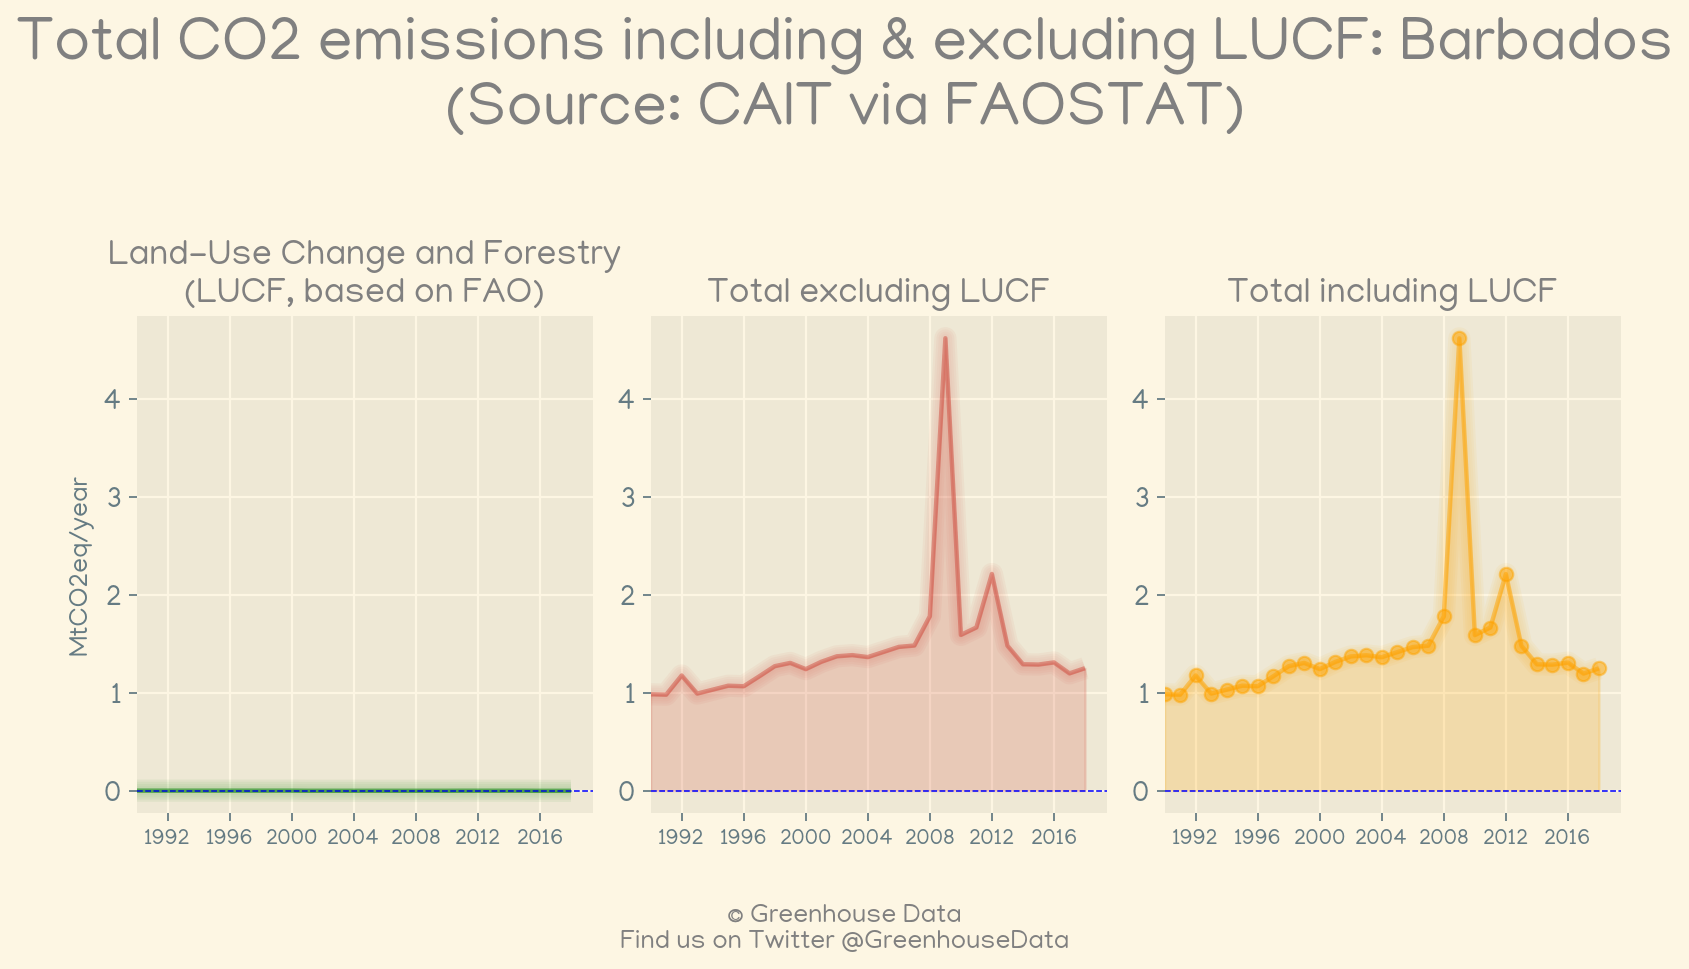 Total CO2 emissions including & excluding LUCF: Barbados
(Source: CAIT via FAOSTAT)
Land-Use Change and Forestry
(LUCF, based on FAO)
Total excluding LUCF
Total including LUCF
MtCO2eq/year
4
3
2
1
0
1992 1996 2000 2004 2008 2012 2016
4
3
2
1
0
1992 1996 2000 2004 2008 2012 2016
4
3
2
1
0
1992 1996 2000 2004 2008 2012 2016
© Greenhouse Data
Find us on Twitter @GreenhouseData